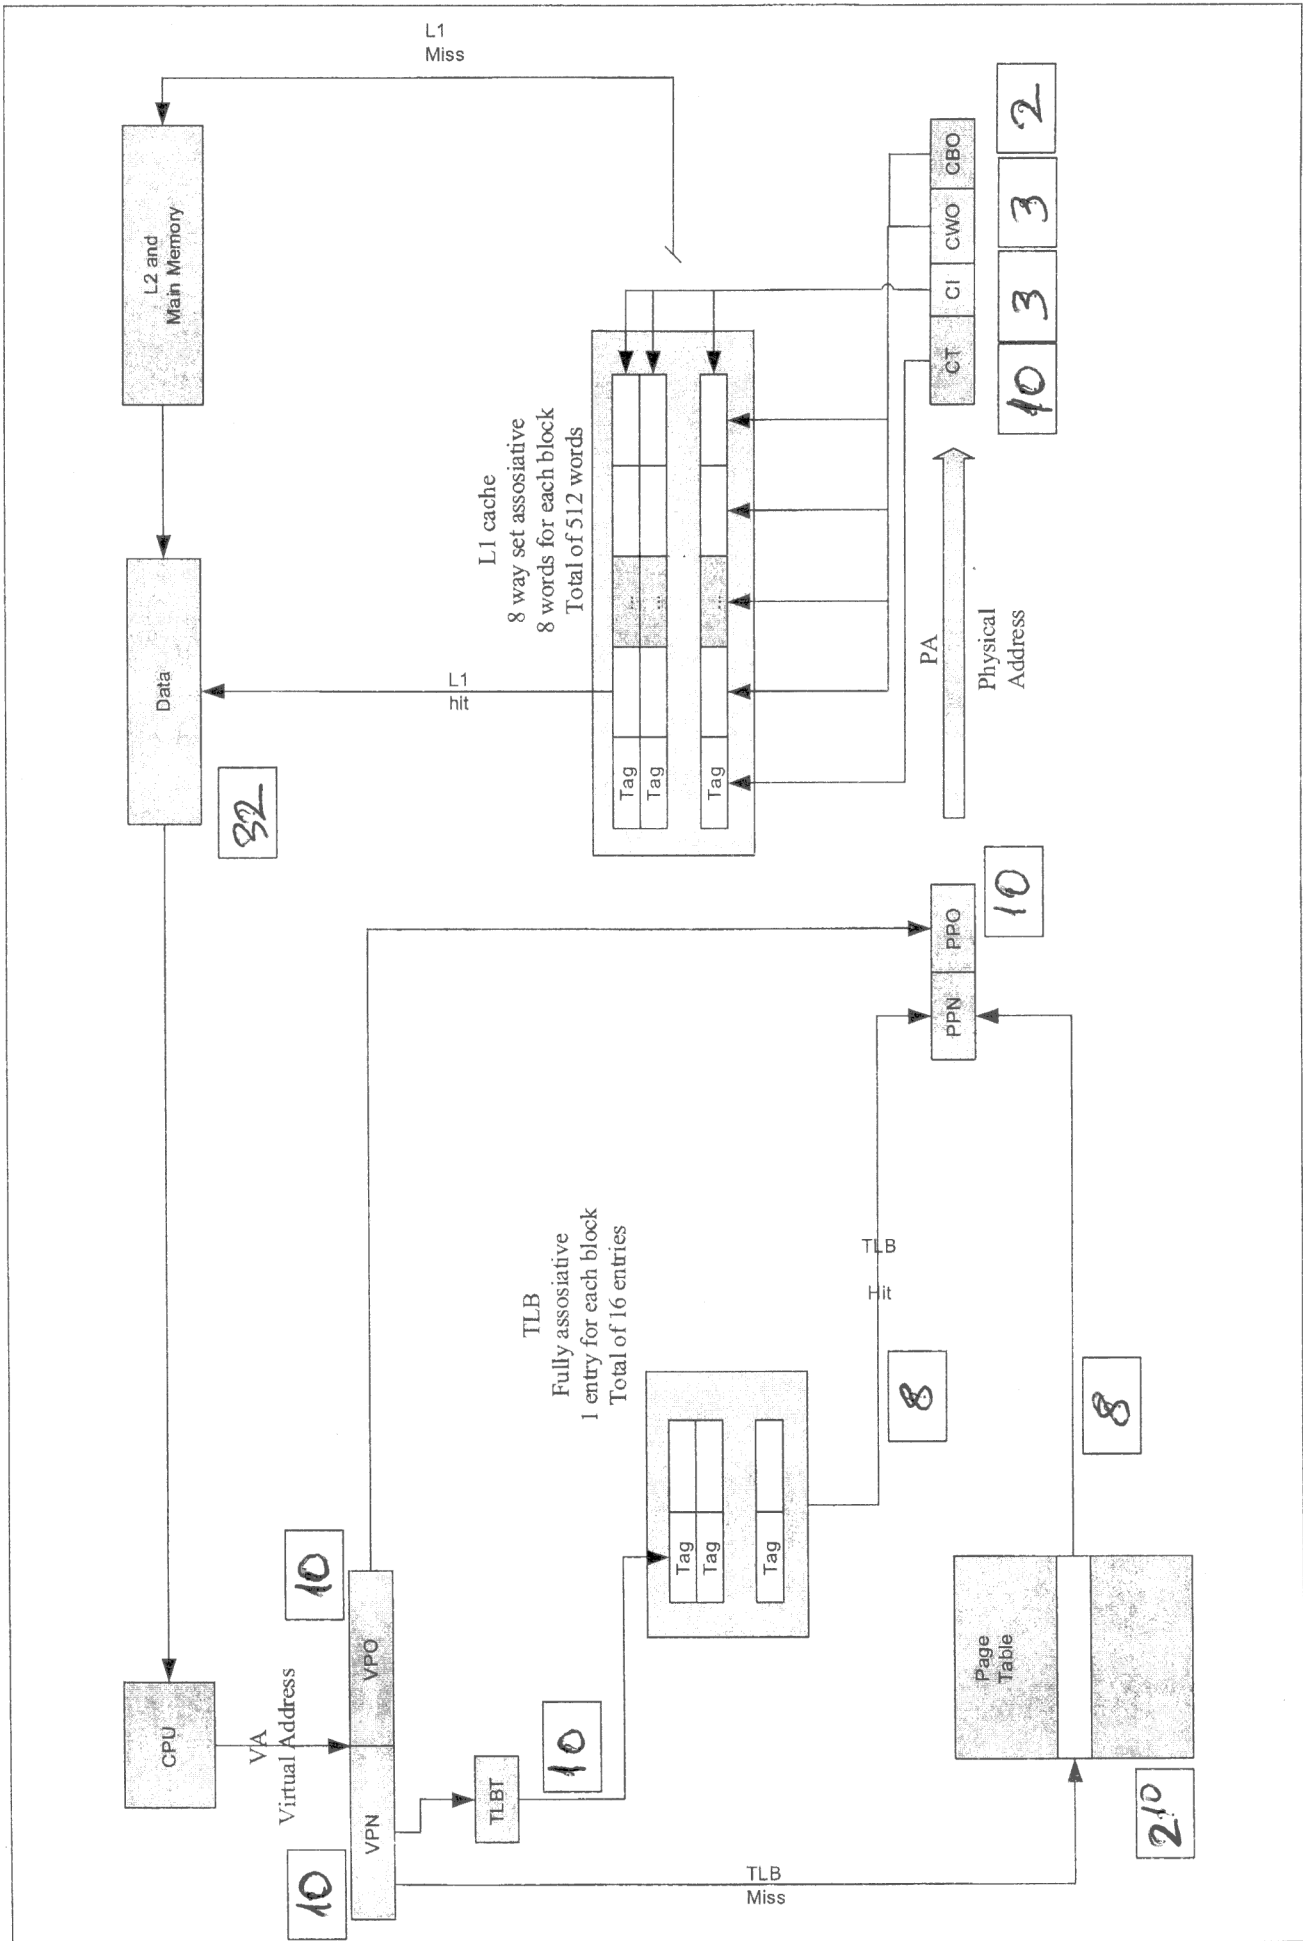 CPU
VA
Virtual Address
10
VPN
VPO
10
TLBT
10
TLB
Miss
Page
Table
2^10
TLB
Fully assosiative
1 entry for each block
Total of 16 entries
Tag
Tag
Tag
TLB
Hit
8
8
PPN
PPO
10
PA
Physical
Address
Data
32
L1
hit
L1 cache
8 way set assosiative
8 words for each block
Total of 512 words
Tag
Tag
Tag
...
...
...
L2 and
Main Memory
L1
Miss
CT
CI
CWO
CBO
10
3
3
2